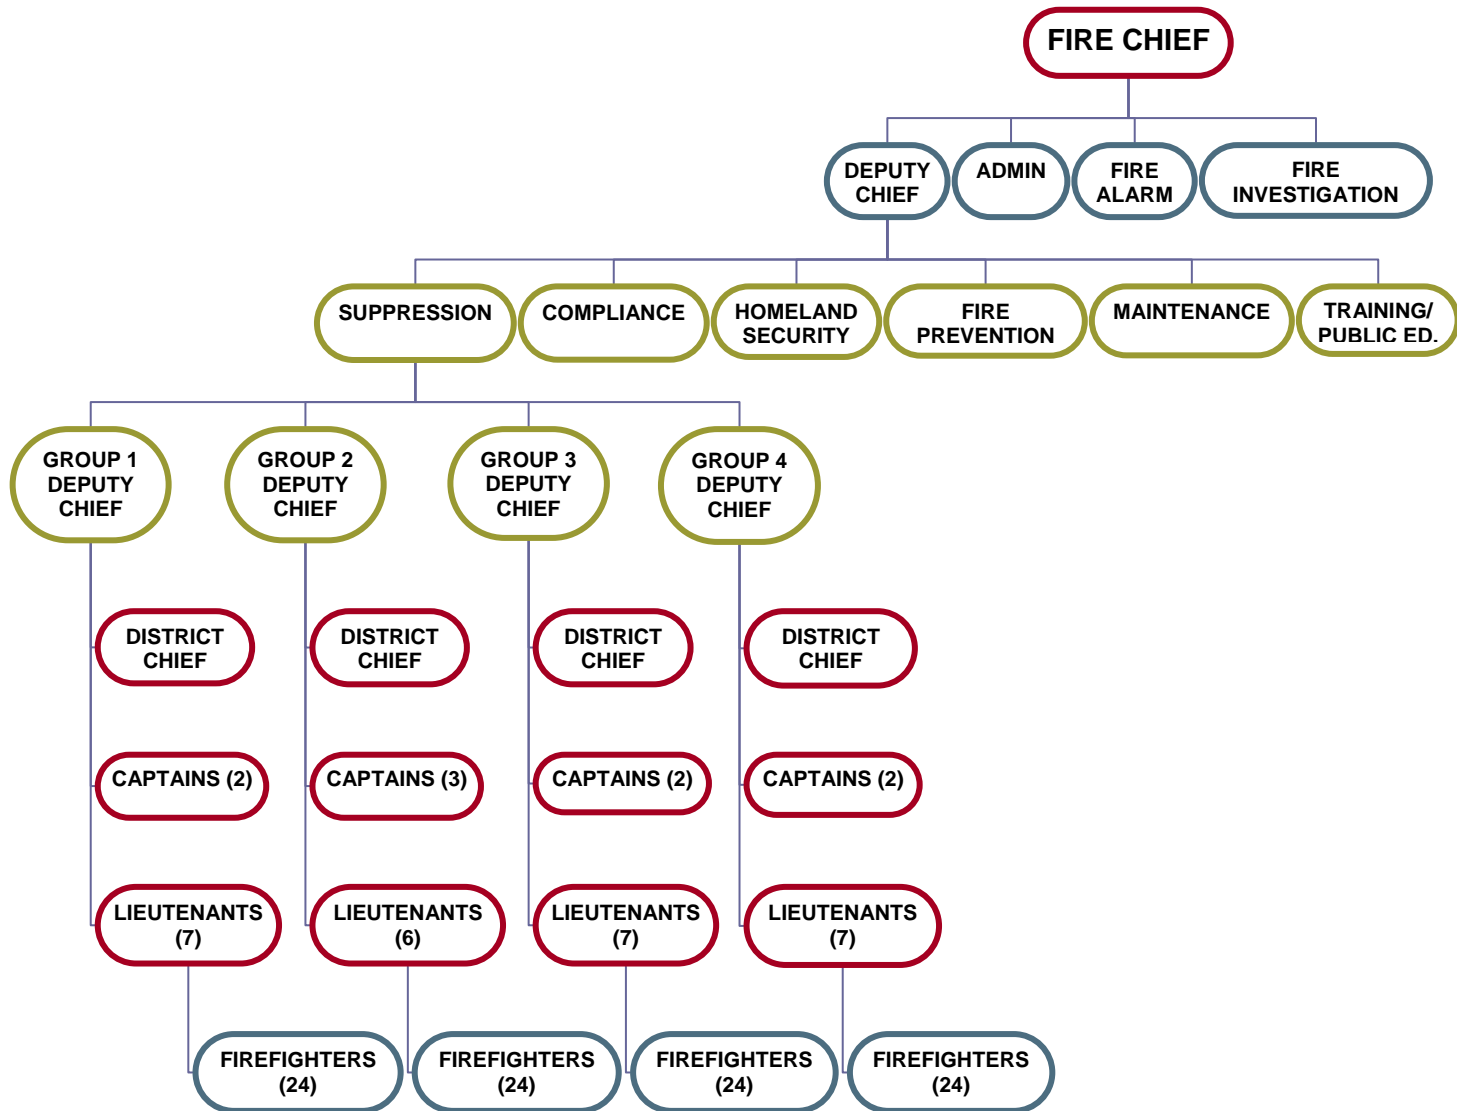 FIRE CHIEF
DEPUTY
CHIEF
ADMIN
FIRE
ALARM
FIRE
INVESTIGATION
SUPPRESSION
COMPLIANCE
HOMELAND
SECURITY
FIRE
PREVENTION
MAINTENANCE
TRAINING/
PUBLIC ED.
GROUP 1
DEPUTY
CHIEF
GROUP 2
DEPUTY
CHIEF
GROUP 3
DEPUTY
CHIEF
GROUP 4
DEPUTY
CHIEF
DISTRICT
CHIEF
DISTRICT
CHIEF
DISTRICT
CHIEF
DISTRICT
CHIEF
CAPTAINS (2)
CAPTAINS (3)
CAPTAINS (2)
CAPTAINS (2)
LIEUTENANTS
(7)
LIEUTENANTS
(6)
LIEUTENANTS
(7)
LIEUTENANTS
(7)
FIREFIGHTERS
(24)
FIREFIGHTERS
(24)
FIREFIGHTERS
(24)
FIREFIGHTERS
(24)